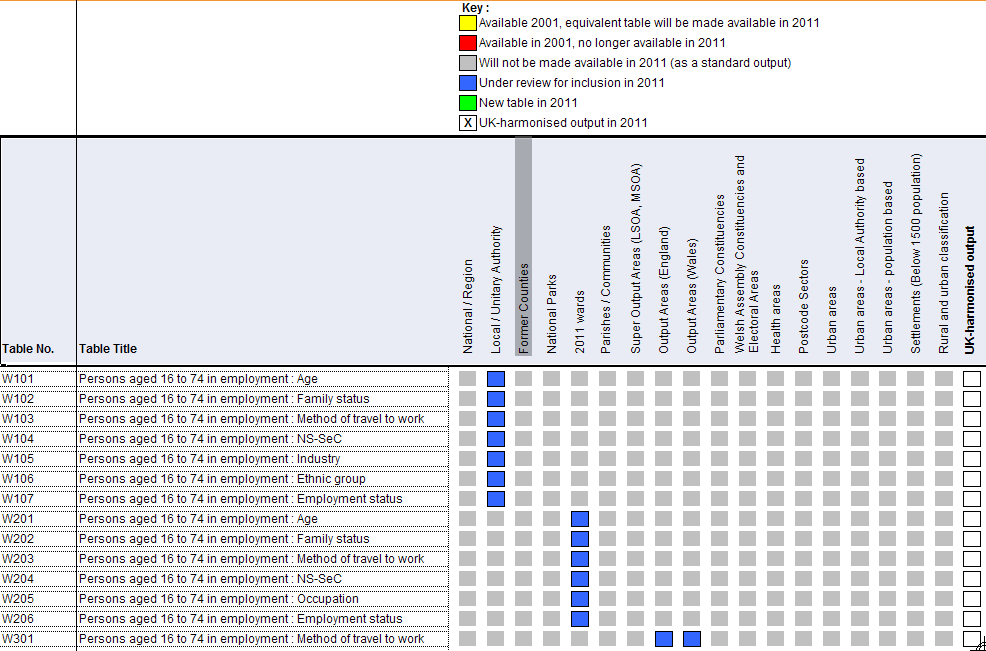 Key :
Available 2001, equivalent table will be made available in 2011
Available in 2001, no longer available in 2011
Will not be made available in 2011 (as a standard output)
Under review for inclusion in 2011
New table in 2011
X UK-harmonised output in 2011
Table No.
Table Title
National / Region
Local / Unitary Authority
Former Counties
National Parks
2011 wards
Parishes / Communities
Super Output Areas (LSOA, MSOA)
Output Areas (England)
Output Areas (Wales)
Parliamentary Constituencies
Welsh Assembly Constituencies and
Electoral Areas
Health areas
Postcode Sectors
Urban areas
Urban areas - Local Authority based
Urban areas - population based
Settlements (Below 1500 population)
Rural and urban classification
UK-harmonised output
W101 Persons aged 16 to 74 in employment : Age
W102 Persons aged 16 to 74 in employment : Family status
W103 Persons aged 16 to 74 in employment : Method of travel to work
W104 Persons aged 16 to 74 in employment : NS-SeC
W105 Persons aged 16 to 74 in employment : Industry
W106 Persons aged 16 to 74 in employment : Ethnic group
W107 Persons aged 16 to 74 in employment : Employment status
W201 Persons aged 16 to 74 in employment : Age
W202 Persons aged 16 to 74 in employment : Family status
W203 Persons aged 16 to 74 in employment : Method of travel to work
W204 Persons aged 16 to 74 in employment : NS-SeC
W205 Persons aged 16 to 74 in employment : Occupation
W206 Persons aged 16 to 74 in employment : Employment status
W301 Persons aged 16 to 74 in employment : Method of travel to work